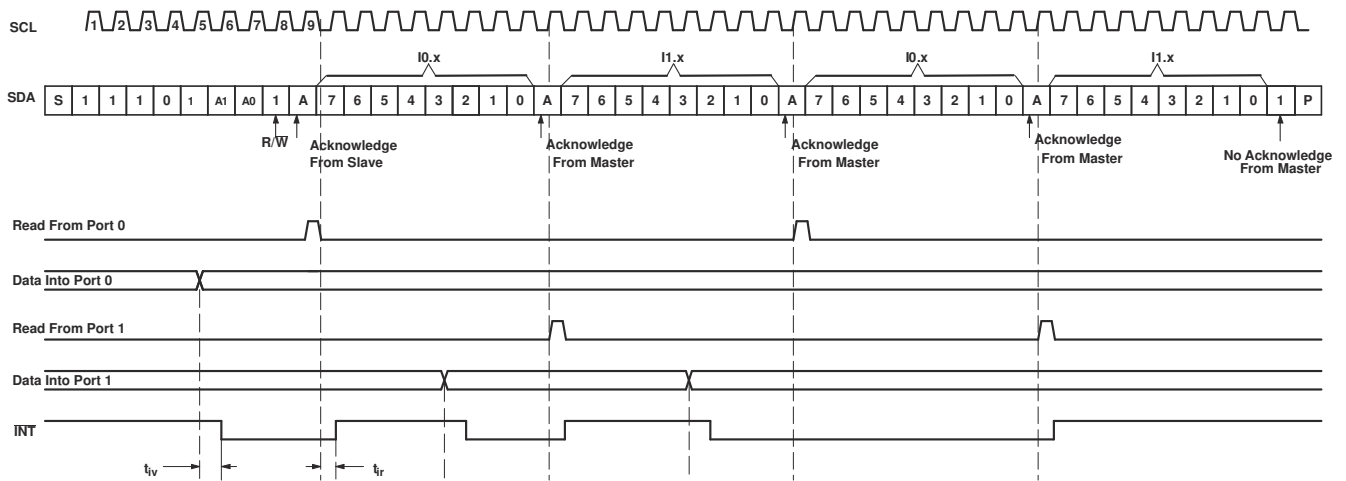 SCL
1 2 3 4 5 6 7 8 9
I0.x I1.x I0.x I1.x
SDA S 1 1 1 0 1 A1 A0 1 A 7 6 5 4 3 2 1 0 A 7 6 5 4 3 2 1 0 A 7 6 5 4 3 2 1 0 A 7 6 5 4 3 2 1 0 1 P
R/W̅
Acknowledge
From Slave
Acknowledge
From Master
Acknowledge
From Master
Acknowledge
From Master
No Acknowledge
From Master
Read From Port 0
Data Into Port 0
Read From Port 1
Data Into Port 1
I̅N̅T̅
tiv
tir